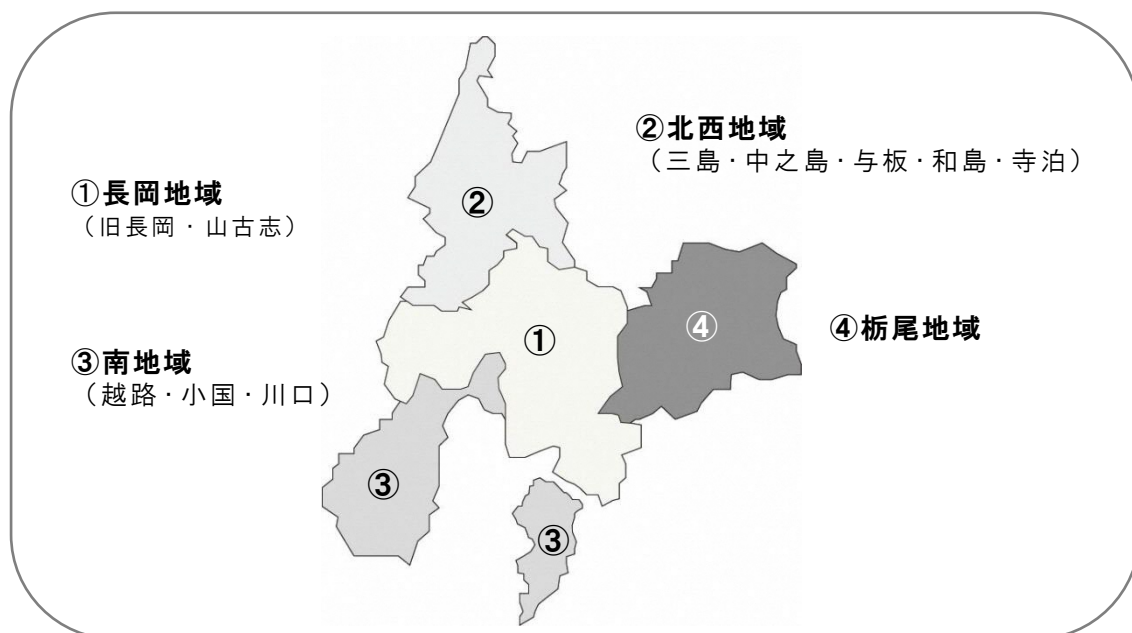 ①長岡地域
（旧長岡・山古志）
②北西地域
（三島・中之島・与板・和島・寺泊）
③南地域
（越路・小国・川口）
④栃尾地域
②
①
④
③
③